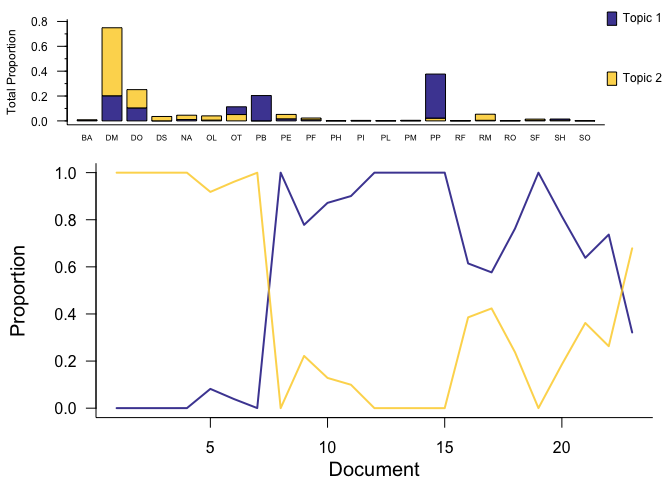 Total Proportion
0.8
0.6
0.4
0.2
0.0
BA DM DO DS NA OL OT PB PE PF PH PI PL PM PP RF RM RO SF SH SO
Topic 1
Topic 2
Proportion
1.0
0.8
0.6
0.4
0.2
0.0
5 10 15 20
Document